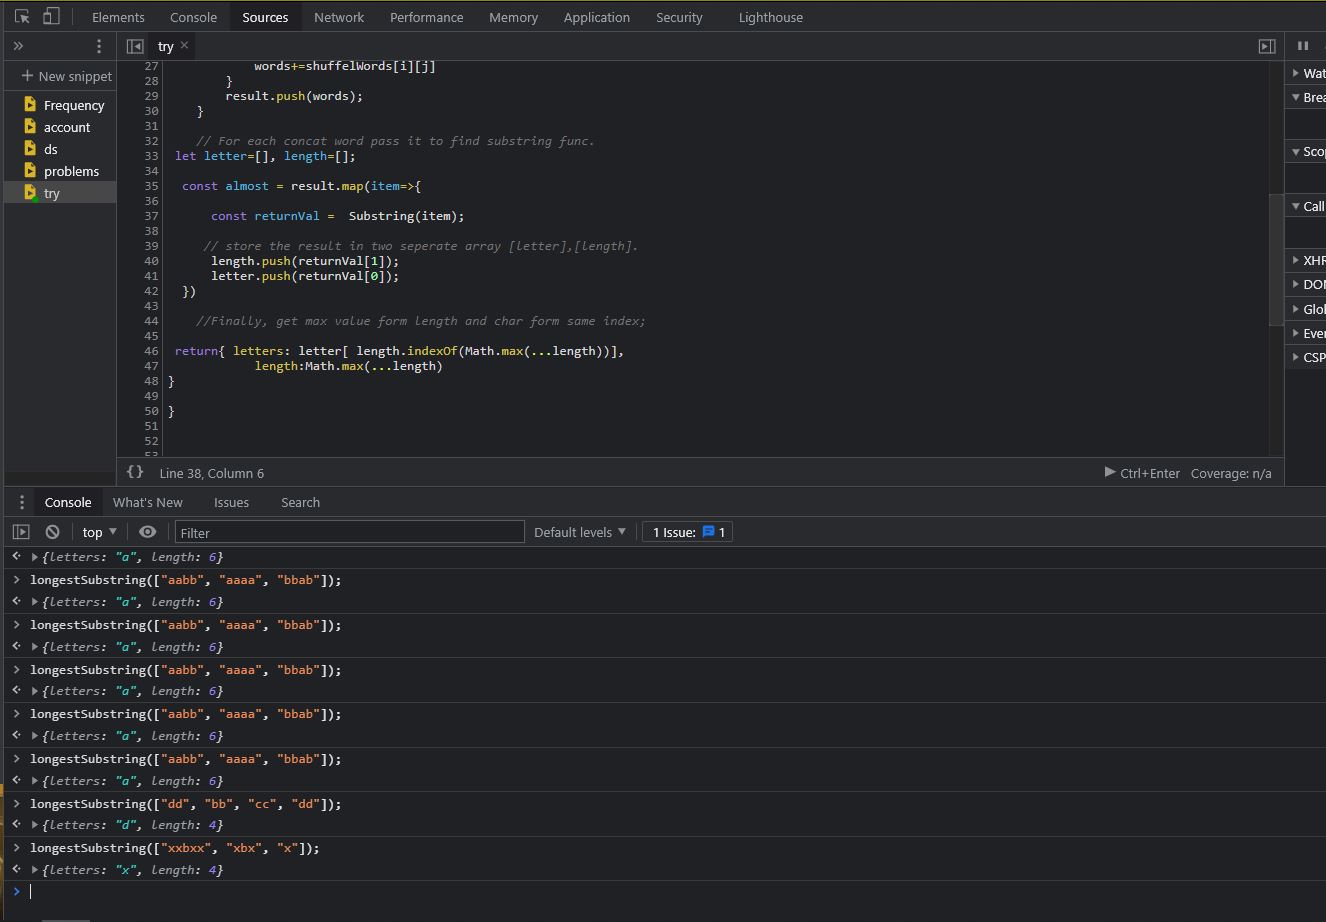 Elements Console Sources Network Performance Memory Application Security Lighthouse
try
New snippet
Frequency
account
ds
problems
try
27 words+=shuffelWords[i][j]
28 }
29 result.push(words);
30 }
31
32 // For each concat word pass it to find substring func.
33 let letter=[], length=[];
34
35 const almost = result.map(item=>{
36
37 const returnVal = Substring(item);
38
39 // store the result in two seperate array [letter],[length].
40 length.push(returnVal[1]);
41 letter.push(returnVal[0]);
42 })
43
44 //Finally, get max value form length and char form same index;
45
46 return{ letters: letter[ length.indexOf(Math.max(...length))],
47 length:Math.max(...length)
48 }
49
50 }
51
52
53
Wat
Brea
Scop
Call
XHR
DOM
Glob
Even
CSP
{} Line 38, Column 6 Ctrl+Enter Coverage: n/a
Console What's New Issues Search
top Filter Default levels 1 Issue: 1
{letters: "a", length: 6}
longestSubstring(["aabb", "aaaa", "bbab"]);
{letters: "a", length: 6}
longestSubstring(["aabb", "aaaa", "bbab"]);
{letters: "a", length: 6}
longestSubstring(["aabb", "aaaa", "bbab"]);
{letters: "a", length: 6}
longestSubstring(["aabb", "aaaa", "bbab"]);
{letters: "a", length: 6}
longestSubstring(["aabb", "aaaa", "bbab"]);
{letters: "a", length: 6}
longestSubstring(["dd", "bb", "cc", "dd"]);
{letters: "d", length: 4}
longestSubstring(["xxbxx", "xbx", "x"]);
{letters: "x", length: 4}